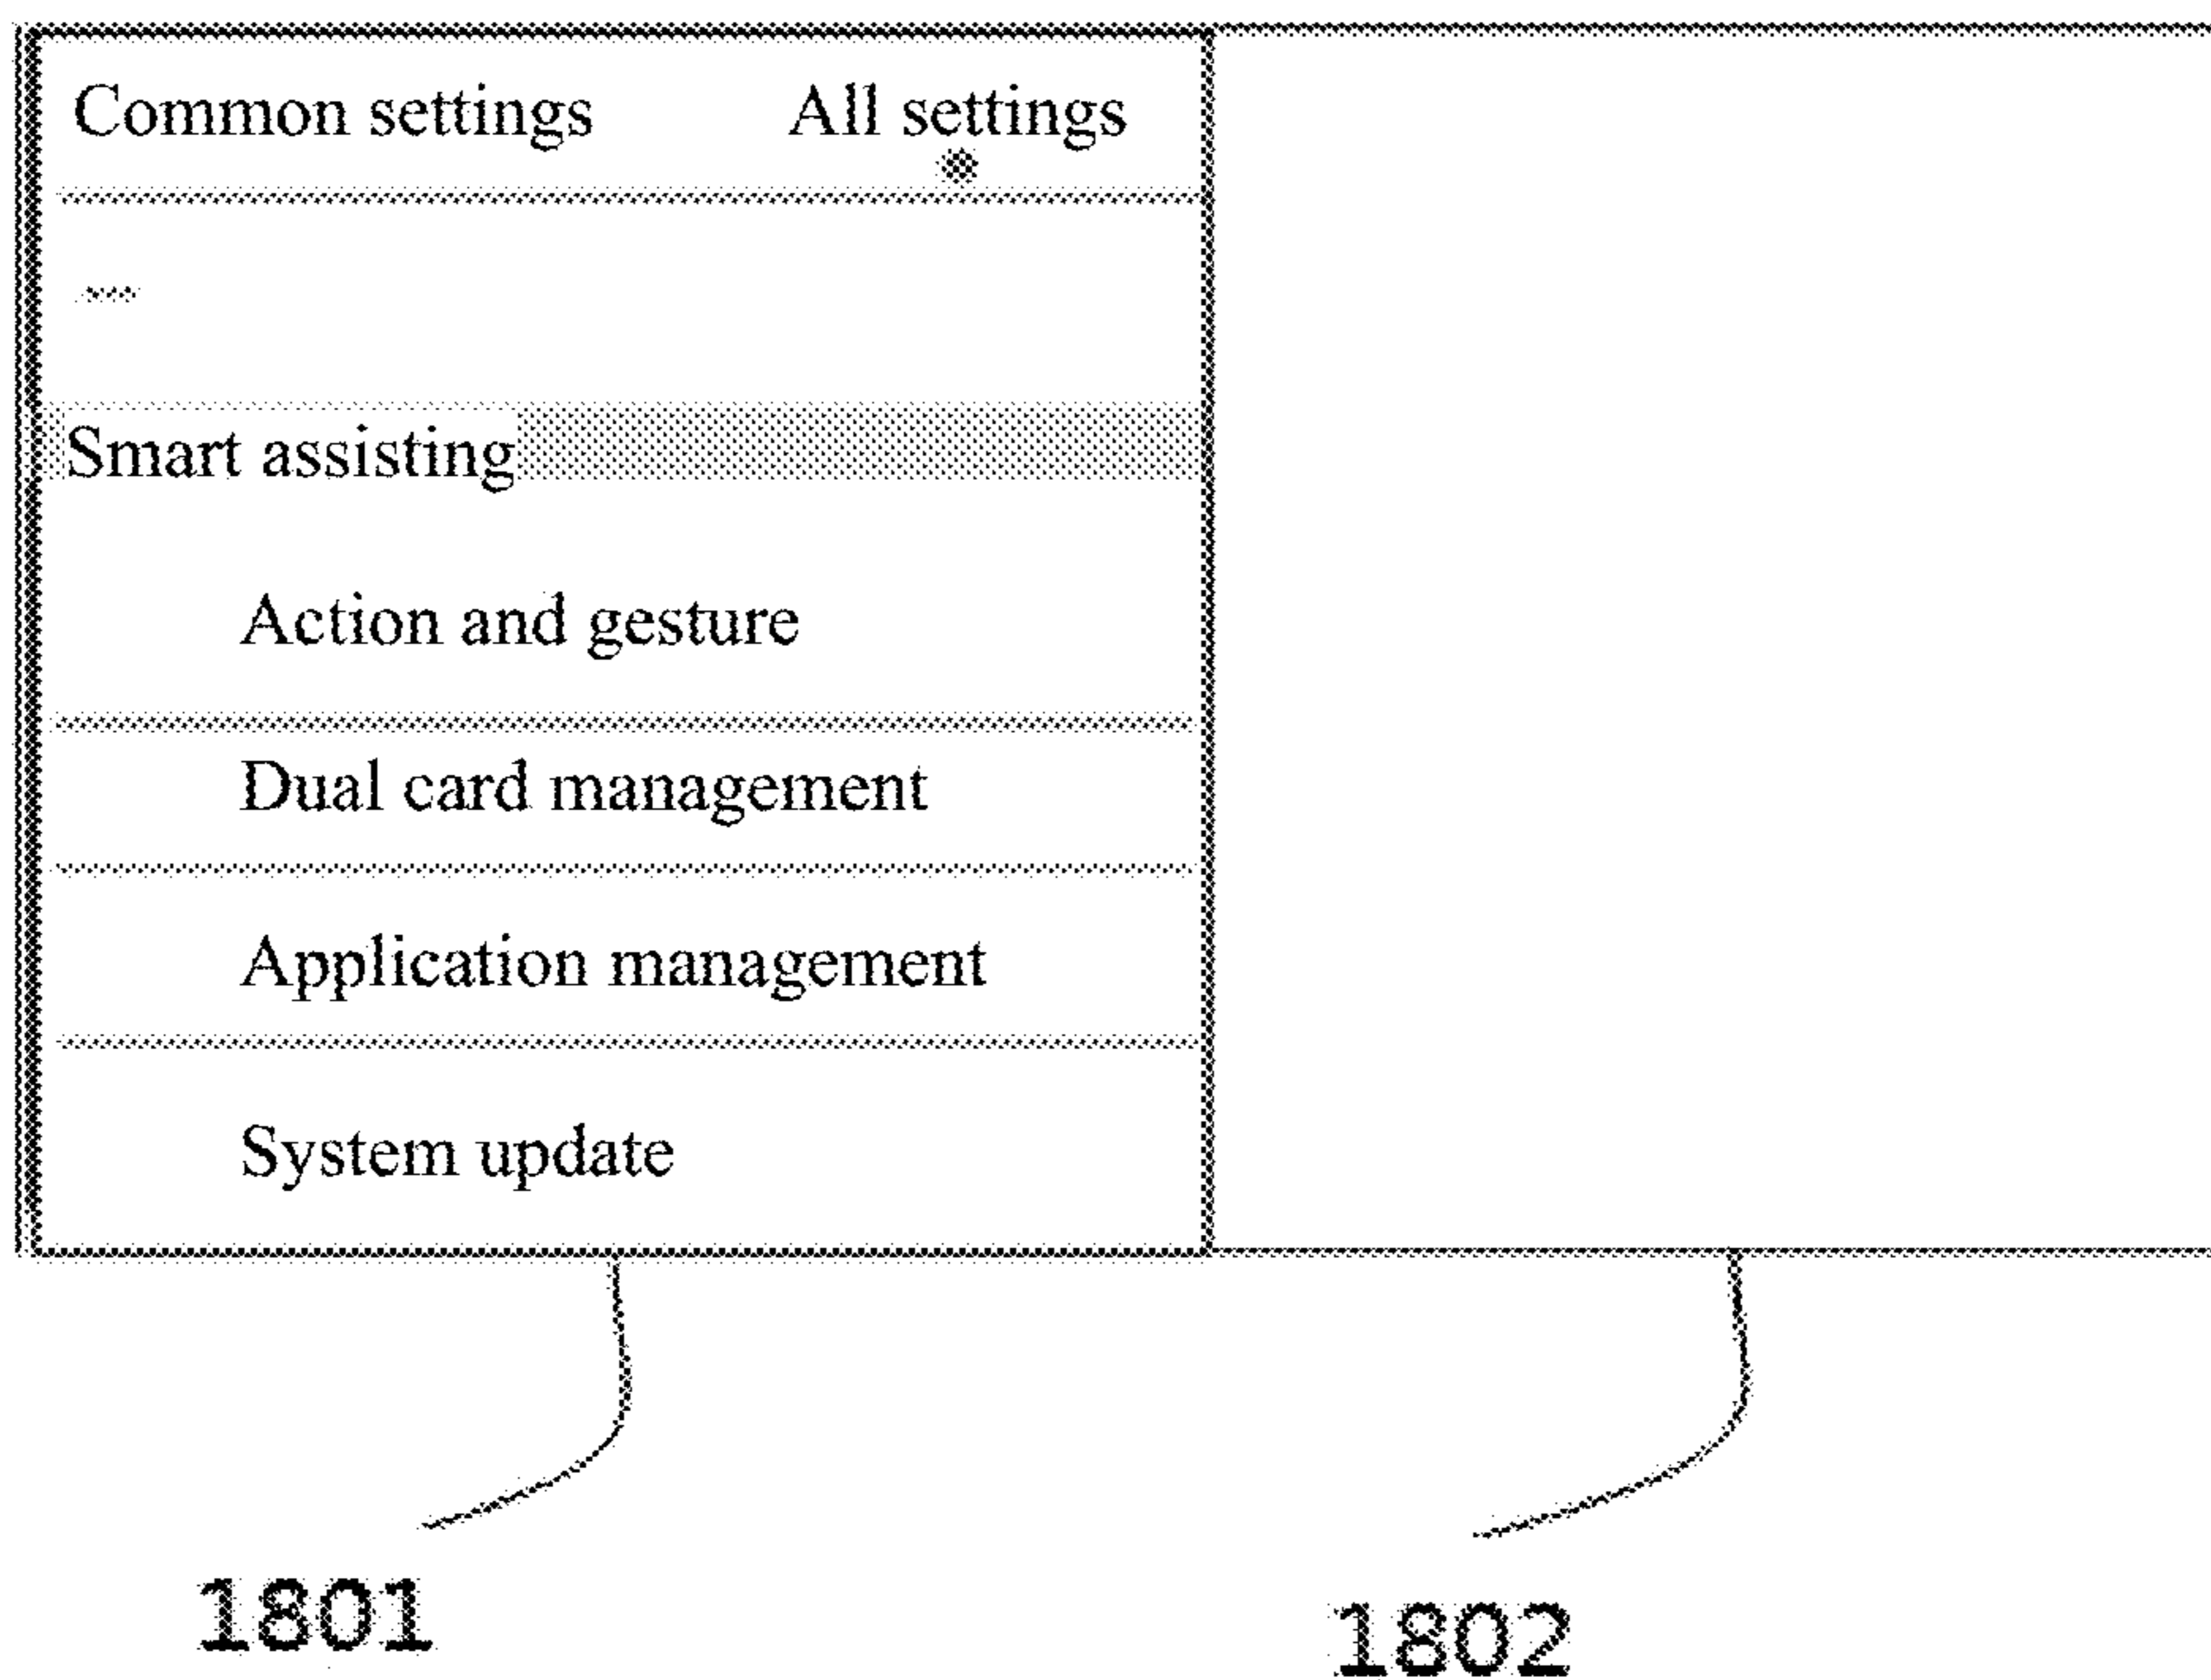 Common settings All settings
Smart assisting
Action and gesture
Dual card management
Application management
System update
1801 1802